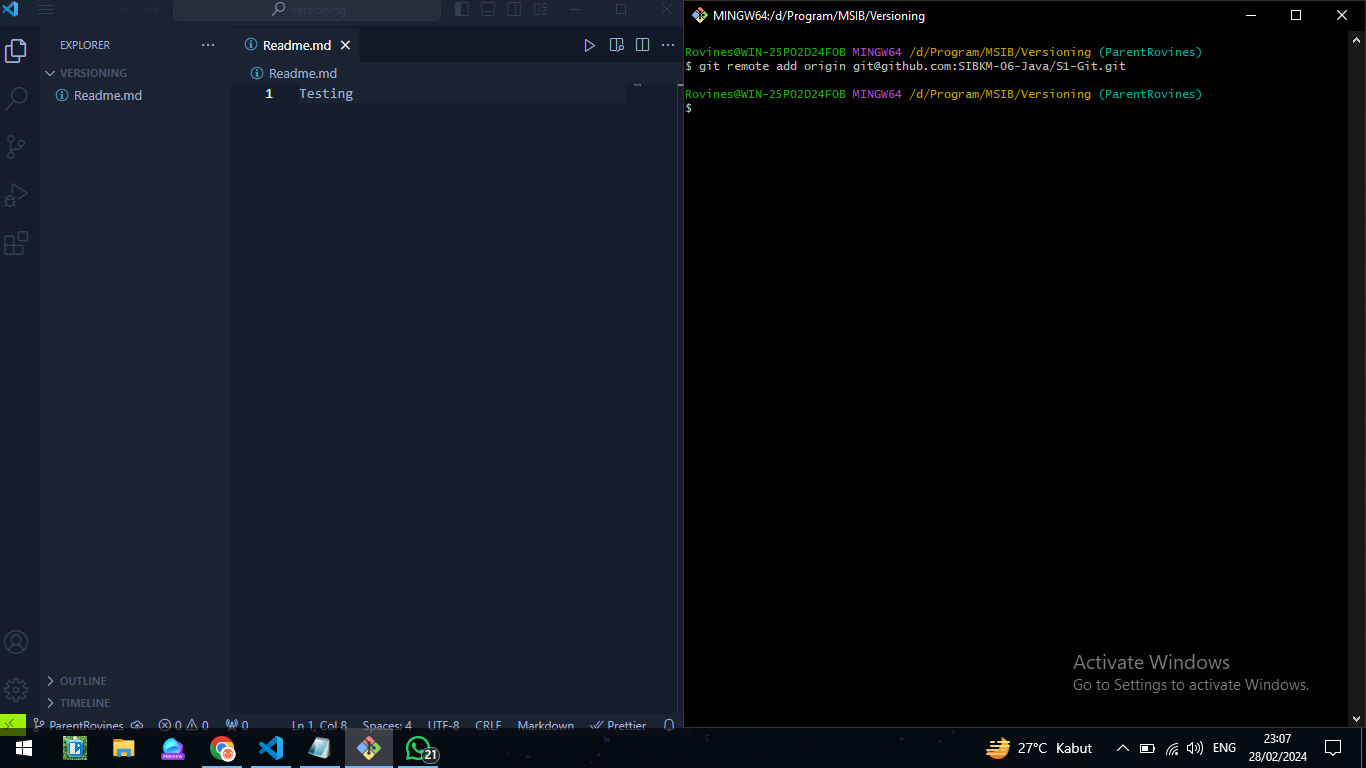 Versioning
EXPLORER
VERSIONING
Readme.md
Readme.md
Readme.md
1 Testing
OUTLINE
TIMELINE
ParentRovines 0 0 0 Ln 1, Col 8 Spaces: 4 UTF-8 CRLF Markdown Prettier
MINGW64:/d/Program/MSIB/Versioning
Rovines@WIN-25PO2D24FOB MINGW64 /d/Program/MSIB/Versioning (ParentRovines)
$ git remote add origin git@github.com:SIBKM-06-Java/S1-Git.git
Rovines@WIN-25PO2D24FOB MINGW64 /d/Program/MSIB/Versioning (ParentRovines)
$
Activate Windows
Go to Settings to activate Windows.
PREVIEW
21
27°C Kabut
ENG
23:07
28/02/2024